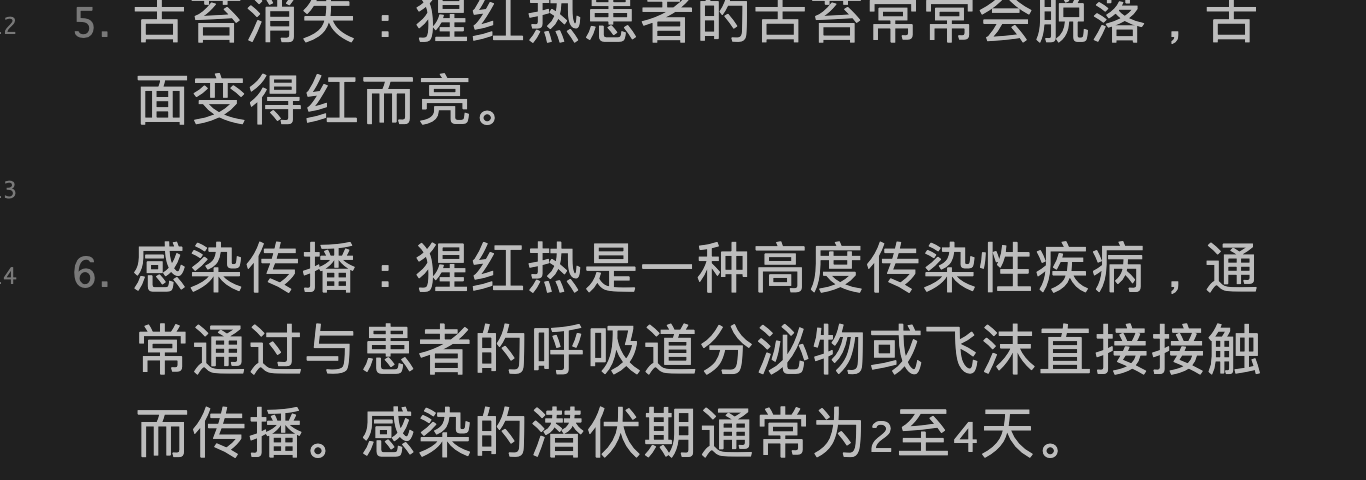 12 5. 舌苔消失：猩红热患者的舌苔常常会脱落，舌
面变得红而亮。
13
14 6. 感染传播：猩红热是一种高度传染性疾病，通
常通过与患者的呼吸道分泌物或飞沫直接接触
而传播。感染的潜伏期通常为2至4天。